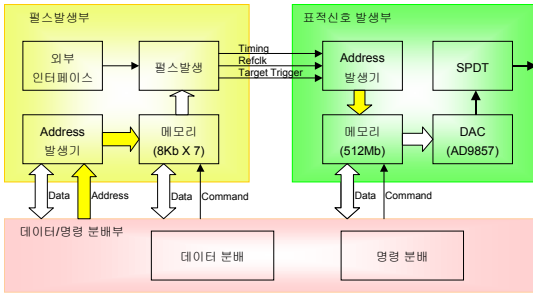 펄스발생부
외부
인터페이스
펄스발생
Address
발생기
메모리
(8Kb X 7)
Timing
Refclk
Target Trigger
표적신호 발생부
Address
발생기
SPDT
메모리
(512Mb)
DAC
(AD9857)
Data
Address
Data
Command
Data
Command
데이터/명령 분배부
데이터 분배
명령 분배